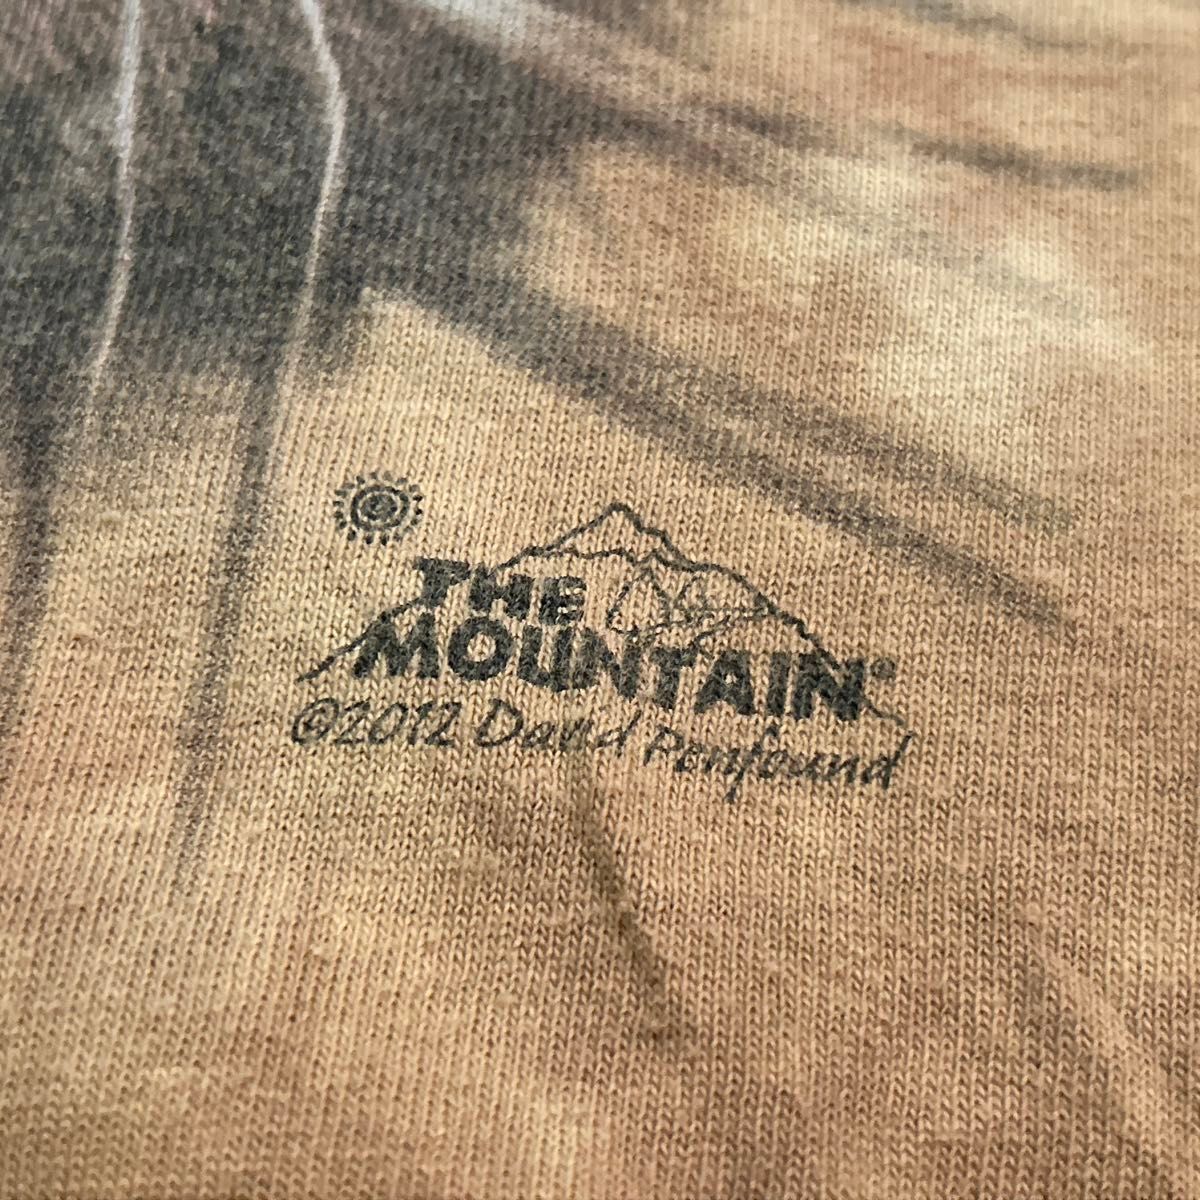 THE
MOUNTAIN®
©2012 David Penfound